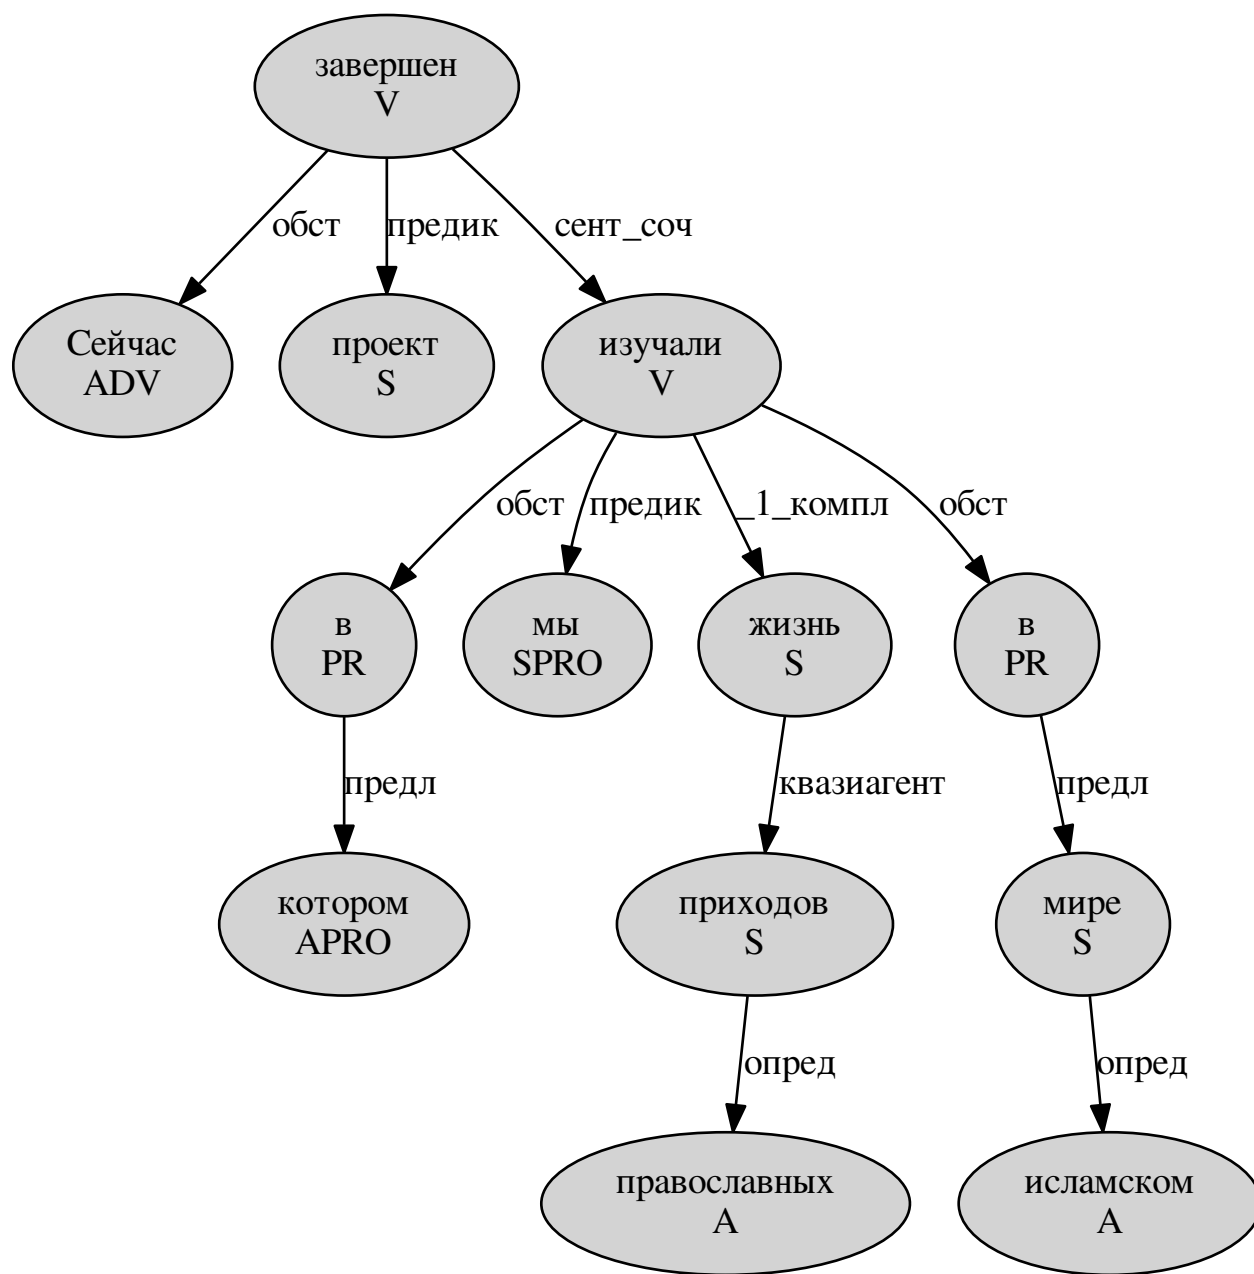 завершен
V
обст
предик
сент_соч
Сейчас
ADV
проект
S
изучали
V
обст
предик
_1_компл
обст
в
PR
мы
SPRO
жизнь
S
в
PR
предл
квазиагент
предл
котором
APRO
приходов
S
мире
S
опред
опред
православных
A
исламском
A